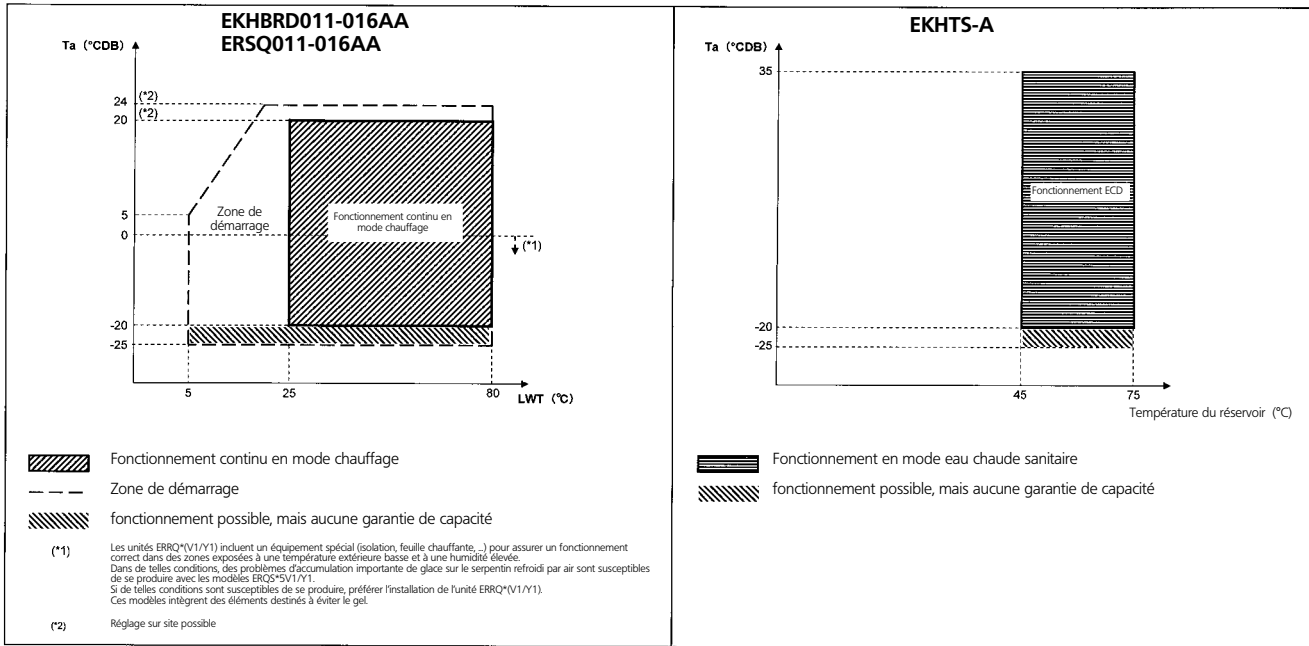 EKHBRD011-016AA
ERSQ011-016AA
Ta (°CDB)
24
(*2)
20
(*2)
5
0
-20
-25
Zone de
démarrage
Fonctionnement continu en
mode chauffage
(*1)
5
25
80
LWT (°C)
Fonctionnement continu en mode chauffage
Zone de démarrage
fonctionnement possible, mais aucune garantie de capacité
(*1) Les unités ERRQ*(V1/Y1) incluent un équipement spécial (isolation, feuille chauffante, ...) pour assurer un fonctionnement
correct dans des zones exposées à une température extérieure basse et à une humidité élevée.
Dans de telles conditions, des problèmes d'accumulation importante de glace sur le serpentin refroidi par air sont susceptibles
de se produire avec les modèles ERQS*5V1/Y1.
Si de telles conditions sont susceptibles de se produire, préférer l'installation de l'unité ERRQ*(V1/Y1).
Ces modèles intègrent des éléments destinés à éviter le gel.
(*2) Réglage sur site possible
EKHTS-A
Ta (°CDB)
35
Fonctionnement ECD
-20
-25
45
75
Température du réservoir (°C)
Fonctionnement en mode eau chaude sanitaire
fonctionnement possible, mais aucune garantie de capacité